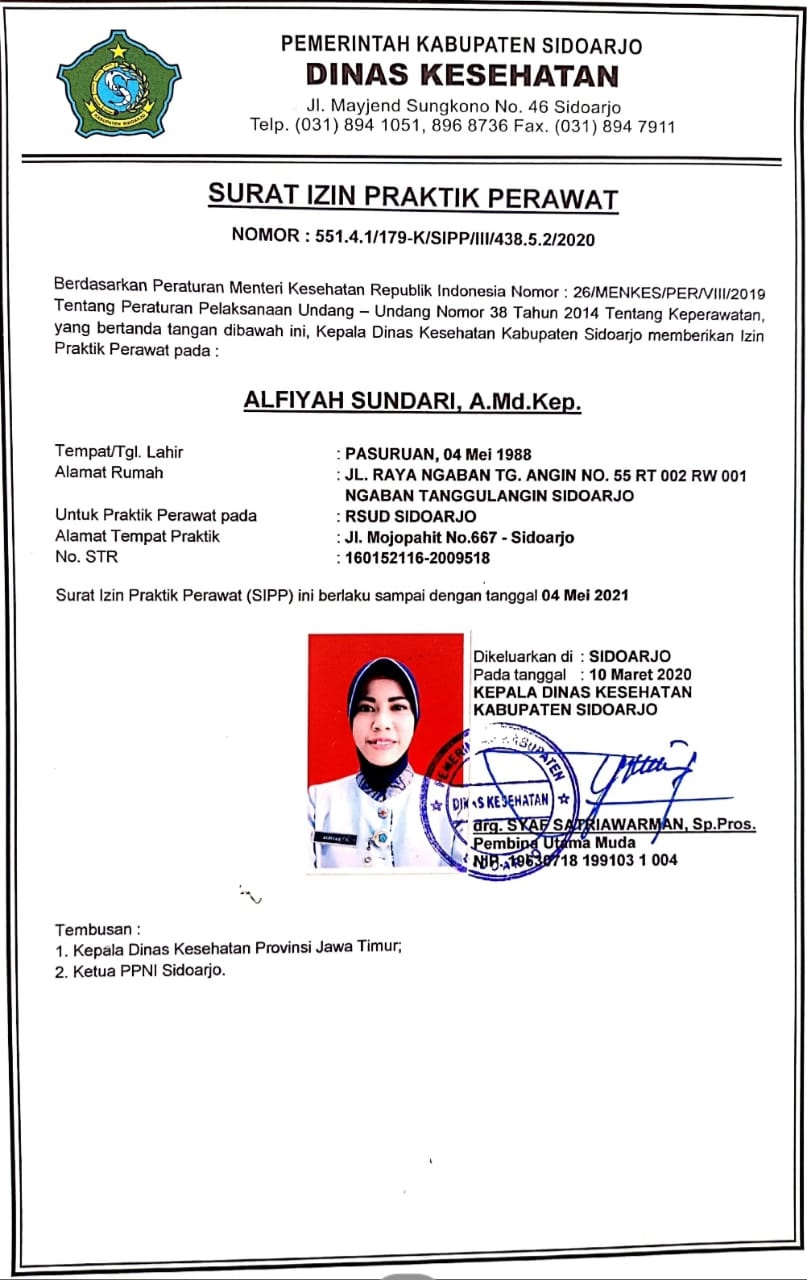 PEMERINTAH KABUPATEN SIDOARJO
DINAS KESEHATAN
Jl. Mayjend Sungkono No. 46 Sidoarjo
Telp. (031) 894 1051, 896 8736 Fax. (031) 894 7911
KABUPATEN SIDOARJO
SURAT IZIN PRAKTIK PERAWAT
NOMOR : 551.4.1/179-K/SIPP/III/438.5.2/2020
Berdasarkan Peraturan Menteri Kesehatan Republik Indonesia Nomor : 26/MENKES/PER/VIII/2019
Tentang Peraturan Pelaksanaan Undang – Undang Nomor 38 Tahun 2014 Tentang Keperawatan,
yang bertanda tangan dibawah ini, Kepala Dinas Kesehatan Kabupaten Sidoarjo memberikan Izin
Praktik Perawat pada :
ALFIYAH SUNDARI, A.Md.Kep.
Tempat/Tgl. Lahir : PASURUAN, 04 Mei 1988
Alamat Rumah : JL. RAYA NGABAN TG. ANGIN NO. 55 RT 002 RW 001
NGABAN TANGGULANGIN SIDOARJO
Untuk Praktik Perawat pada : RSUD SIDOARJO
Alamat Tempat Praktik : Jl. Mojopahit No.667 - Sidoarjo
No. STR : 160152116-2009518
Surat Izin Praktik Perawat (SIPP) ini berlaku sampai dengan tanggal 04 Mei 2021
Dikeluarkan di : SIDOARJO
Pada tanggal : 10 Maret 2020
KEPALA DINAS KESEHATAN
KABUPATEN SIDOARJO
KABUPATEN
DINAS KESEHATAN
drg. SYAF SATRIAWARMAN, Sp.Pros.
Pembina Utama Muda
NIP. 19630718 199103 1 004
Tembusan :
1. Kepala Dinas Kesehatan Provinsi Jawa Timur;
2. Ketua PPNI Sidoarjo.